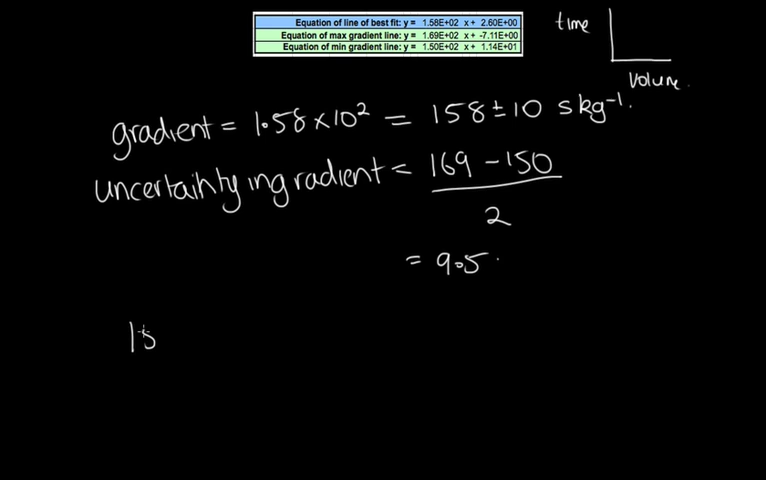 Equation of line of best fit: y = 1.58E+02 x + 2.60E+00
Equation of max gradient line: y = 1.69E+02 x + -7.11E+00
Equation of min gradient line: y = 1.50E+02 x + 1.14E+01
time
volume
gradient = 1.58 × 10² = 158 ± 10 s kg⁻¹.
uncertainty in gradient = 169 - 150
2
= 9.5